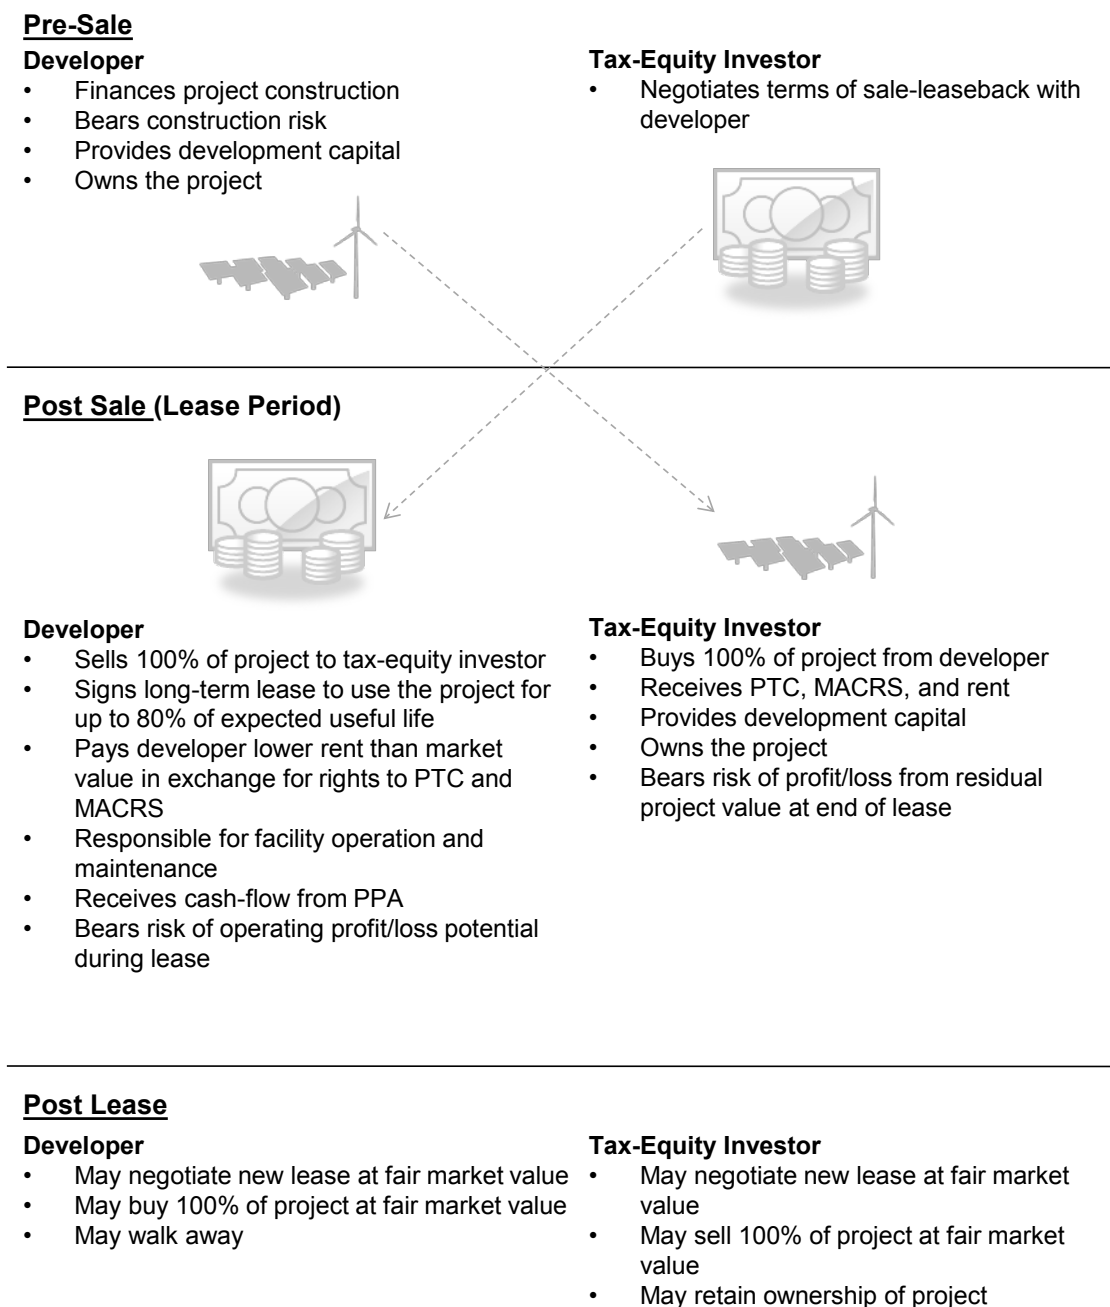 Pre-Sale
Developer
• Finances project construction
• Bears construction risk
• Provides development capital
• Owns the project
Tax-Equity Investor
• Negotiates terms of sale-leaseback with
developer
Post Sale (Lease Period)
Developer
• Sells 100% of project to tax-equity investor
• Signs long-term lease to use the project for
up to 80% of expected useful life
• Pays developer lower rent than market
value in exchange for rights to PTC and
MACRS
• Responsible for facility operation and
maintenance
• Receives cash-flow from PPA
• Bears risk of operating profit/loss potential
during lease
Tax-Equity Investor
• Buys 100% of project from developer
• Receives PTC, MACRS, and rent
• Provides development capital
• Owns the project
• Bears risk of profit/loss from residual
project value at end of lease
Post Lease
Developer
• May negotiate new lease at fair market value
• May buy 100% of project at fair market value
• May walk away
Tax-Equity Investor
• May negotiate new lease at fair market
value
• May sell 100% of project at fair market
value
• May retain ownership of project